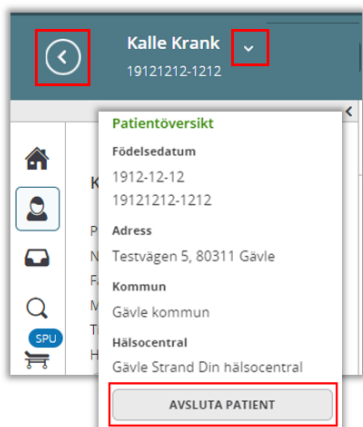 Kalle Krank
19121212-1212
Patientöversikt
Födelsedatum
1912-12-12
19121212-1212
Adress
Testvägen 5, 80311 Gävle
Kommun
Gävle kommun
Hälsocentral
Gävle Strand Din hälsocentral
AVSLUTA PATIENT
SPU